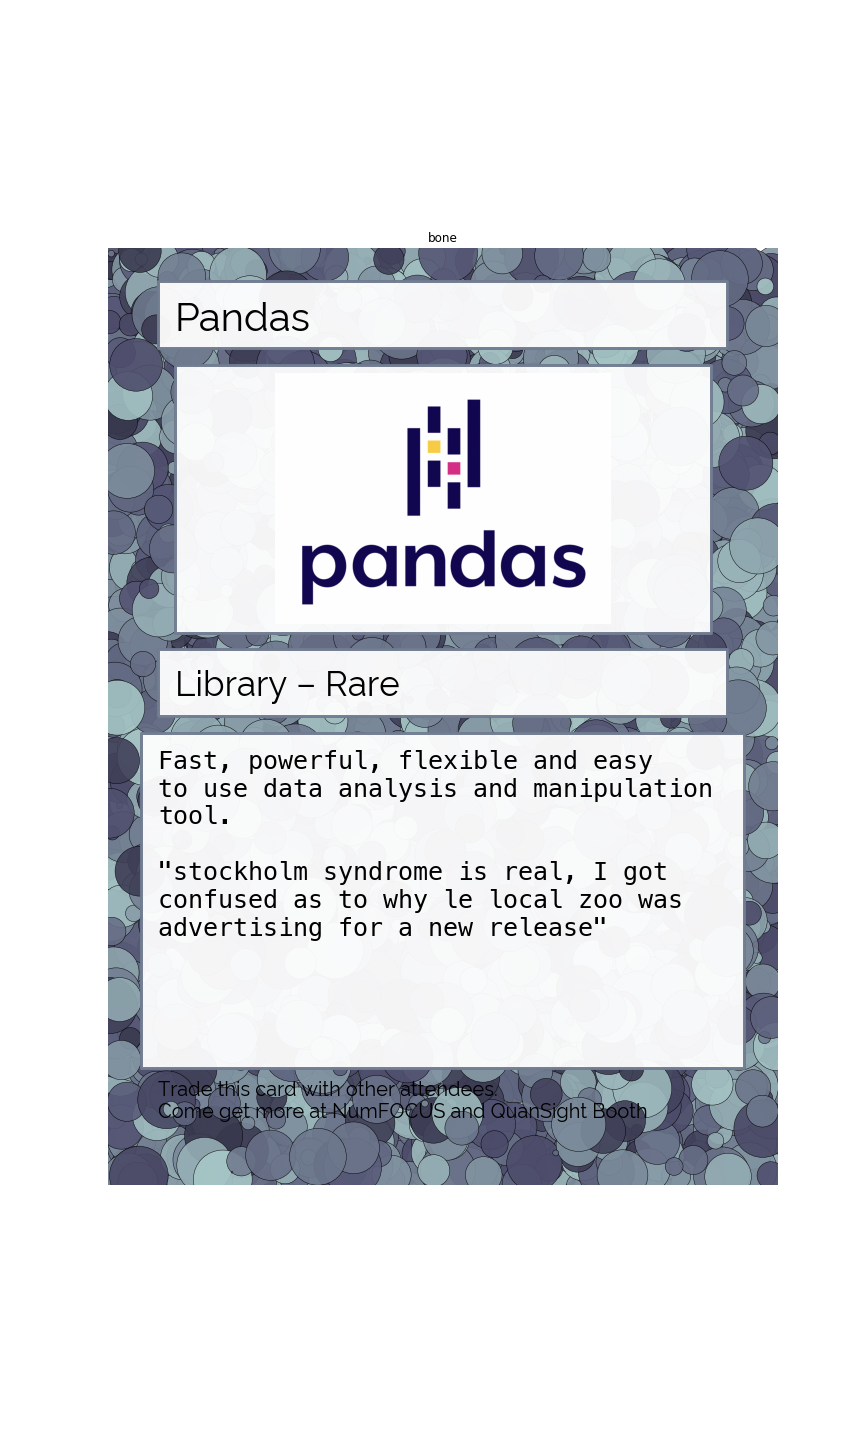 bone
Pandas
pandas
Library – Rare
Fast, powerful, flexible and easy
to use data analysis and manipulation
tool.
"stockholm syndrome is real, I got
confused as to why le local zoo was
advertising for a new release"
Trade this card with other attendees.
Come get more at NumFOCUS and QuanSight Booth